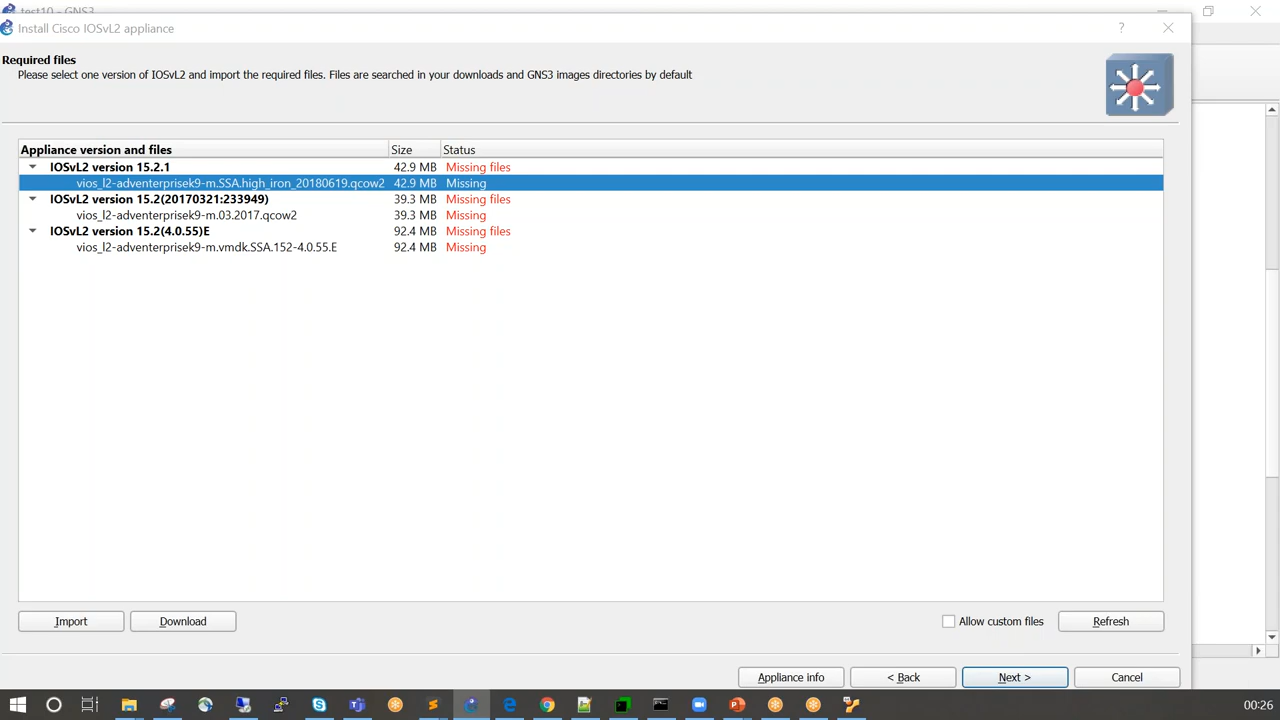 test10 - GNS3
Install Cisco IOSvL2 appliance
?
Required files
Please select one version of IOSvL2 and import the required files. Files are searched in your downloads and GNS3 images directories by default
Appliance version and files Size Status
IOSvL2 version 15.2.1 42.9 MB Missing files
vios_l2-adventerprisek9-m.SSA.high_iron_20180619.qcow2 42.9 MB Missing
IOSvL2 version 15.2(20170321:233949) 39.3 MB Missing files
vios_l2-adventerprisek9-m.03.2017.qcow2 39.3 MB Missing
IOSvL2 version 15.2(4.0.55)E 92.4 MB Missing files
vios_l2-adventerprisek9-m.vmdk.SSA.152-4.0.55.E 92.4 MB Missing
Import Download Allow custom files Refresh
Appliance info < Back Next > Cancel
00:26